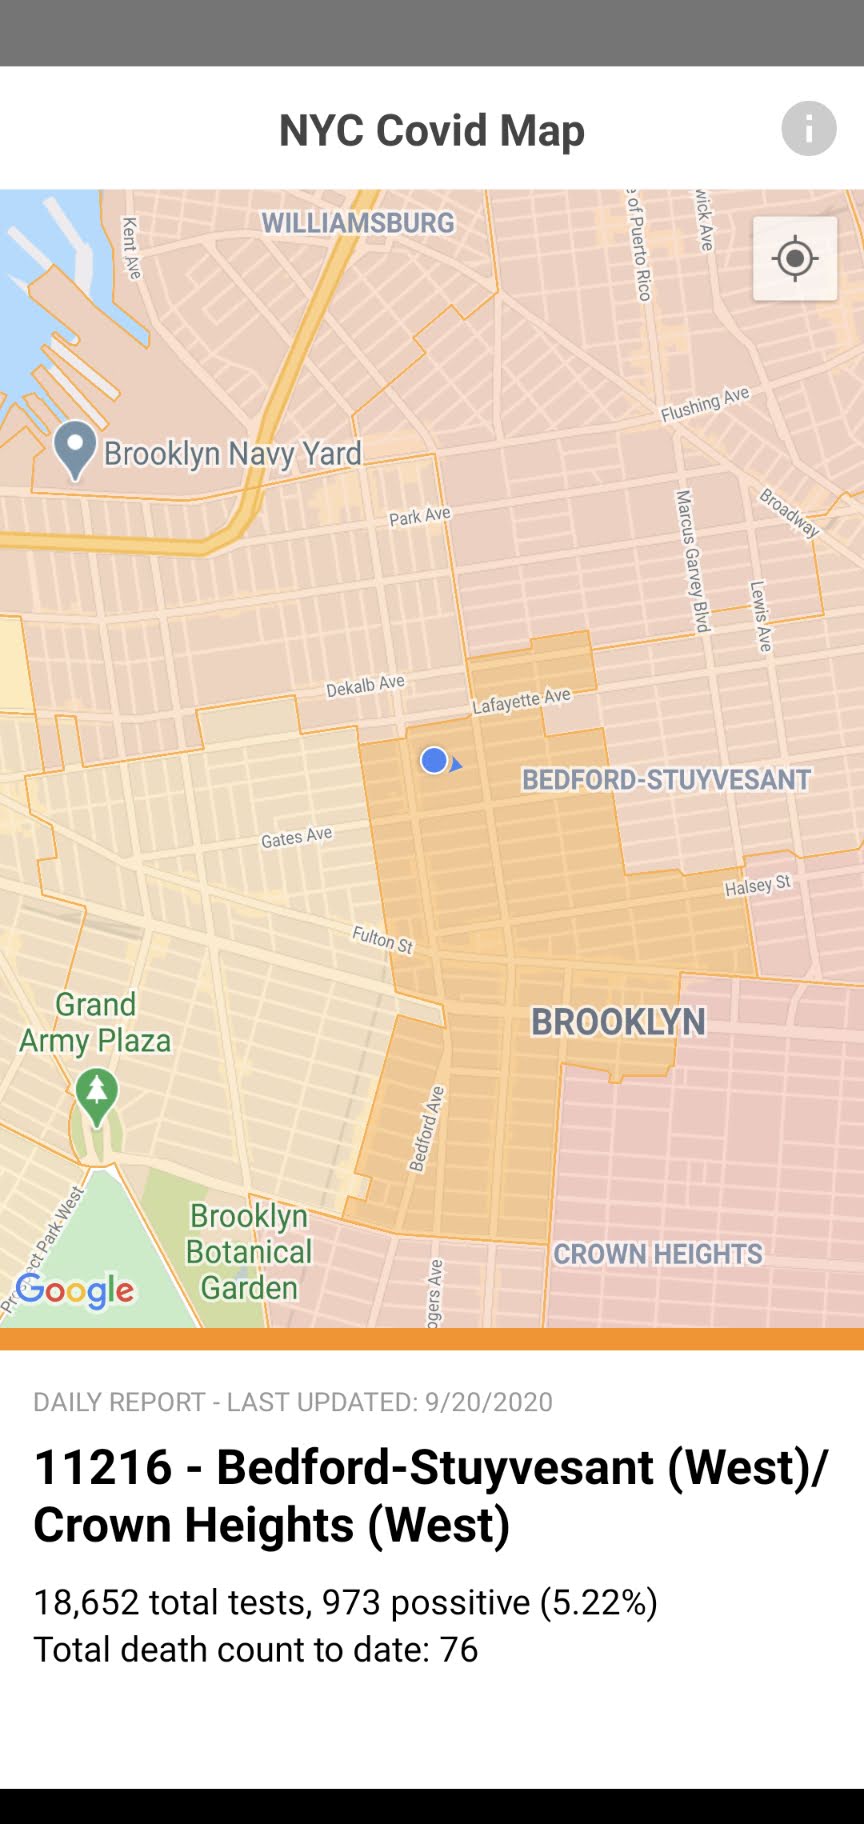 NYC Covid Map
i
WILLIAMSBURG
Kent Ave
e of Puerto Rico
wick Ave
Flushing Ave
Brooklyn Navy Yard
Park Ave
Broadway
Marcus Garvey Blvd
Lewis Ave
Dekalb Ave
Lafayette Ave
BEDFORD-STUYVESANT
Gates Ave
Halsey St
Fulton St
Grand
Army Plaza
BROOKLYN
Bedford Ave
Prospect Park West
Brooklyn
Botanical
Garden
CROWN HEIGHTS
ogers Ave
Google
DAILY REPORT - LAST UPDATED: 9/20/2020
11216 - Bedford-Stuyvesant (West)/
Crown Heights (West)
18,652 total tests, 973 possitive (5.22%)
Total death count to date: 76